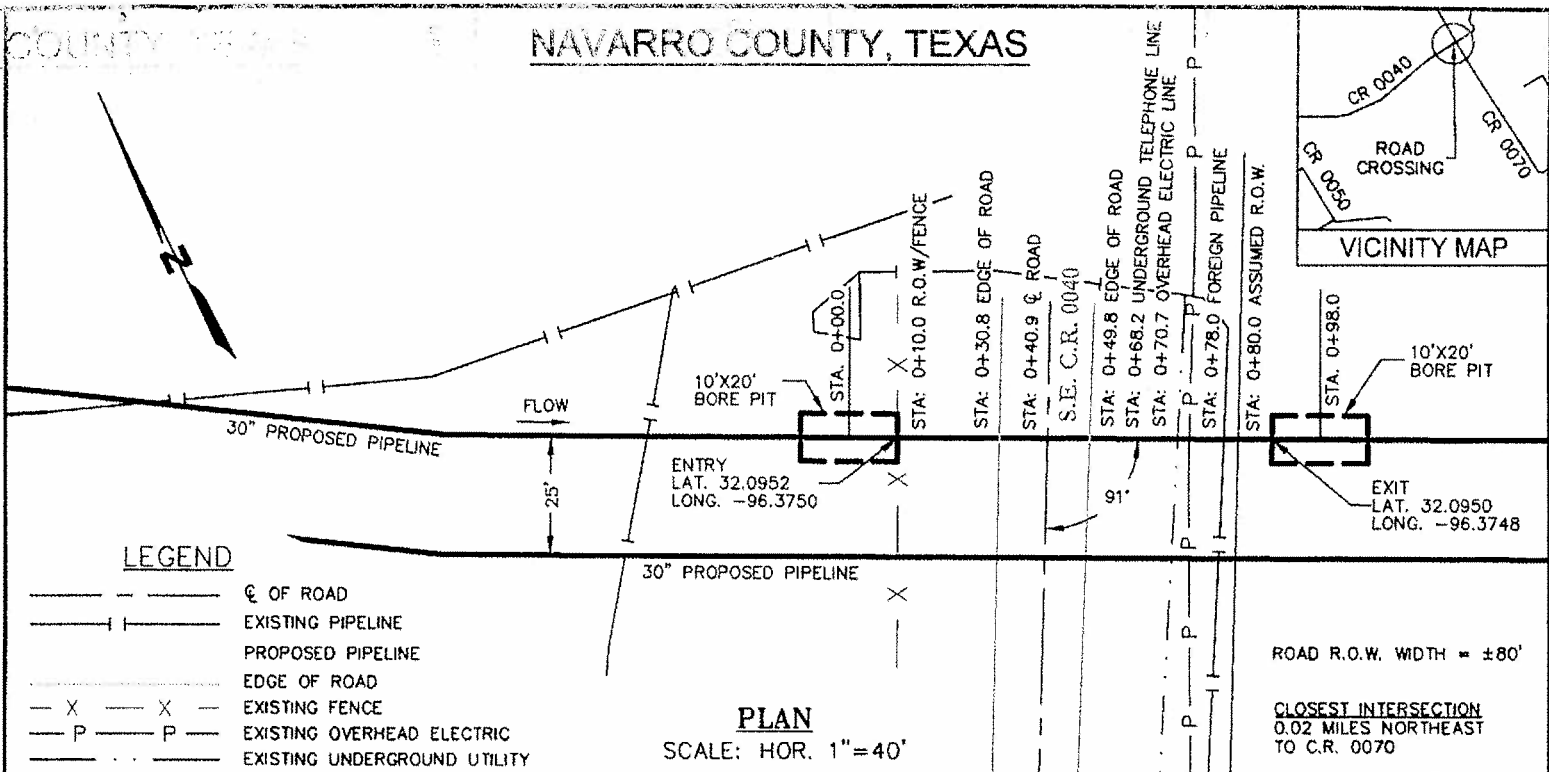 COUNTY
NAVARRO COUNTY, TEXAS
N
CR 0040
CR 0070
CR 0050
ROAD
CROSSING
VICINITY MAP
STA. 0+00.0
STA: 0+10.0 R.O.W/FENCE
STA: 0+30.8 EDGE OF ROAD
STA: 0+40.9 ℄ ROAD
S.E. C.R. 0040
STA: 0+49.8 EDGE OF ROAD
STA: 0+68.2 UNDERGROUND TELEPHONE LINE
STA: 0+70.7 OVERHEAD ELECTRIC LINE
STA: 0+78.0 FOREIGN PIPELINE
STA: 0+80.0 ASSUMED R.O.W.
STA. 0+98.0
P
P
P
P
P
P
P
P
10'X20'
BORE PIT
10'X20'
BORE PIT
X
X
X
FLOW
30" PROPOSED PIPELINE
25'
ENTRY
LAT. 32.0952
LONG. -96.3750
91°
EXIT
LAT. 32.0950
LONG. -96.3748
30" PROPOSED PIPELINE
LEGEND
℄ OF ROAD
EXISTING PIPELINE
PROPOSED PIPELINE
EDGE OF ROAD
X X EXISTING FENCE
P P EXISTING OVERHEAD ELECTRIC
EXISTING UNDERGROUND UTILITY
PLAN
SCALE: HOR. 1"=40'
ROAD R.O.W. WIDTH = ±80'
CLOSEST INTERSECTION
0.02 MILES NORTHEAST
TO C.R. 0070